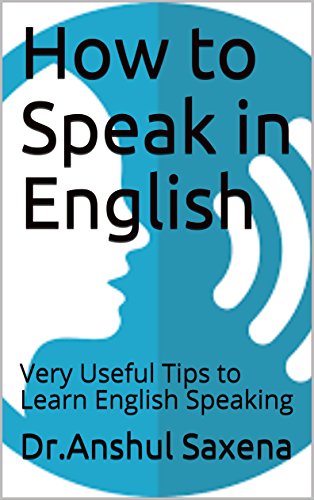 How to
Speak in
English
Very Useful Tips to
Learn English Speaking
Dr.Anshul Saxena